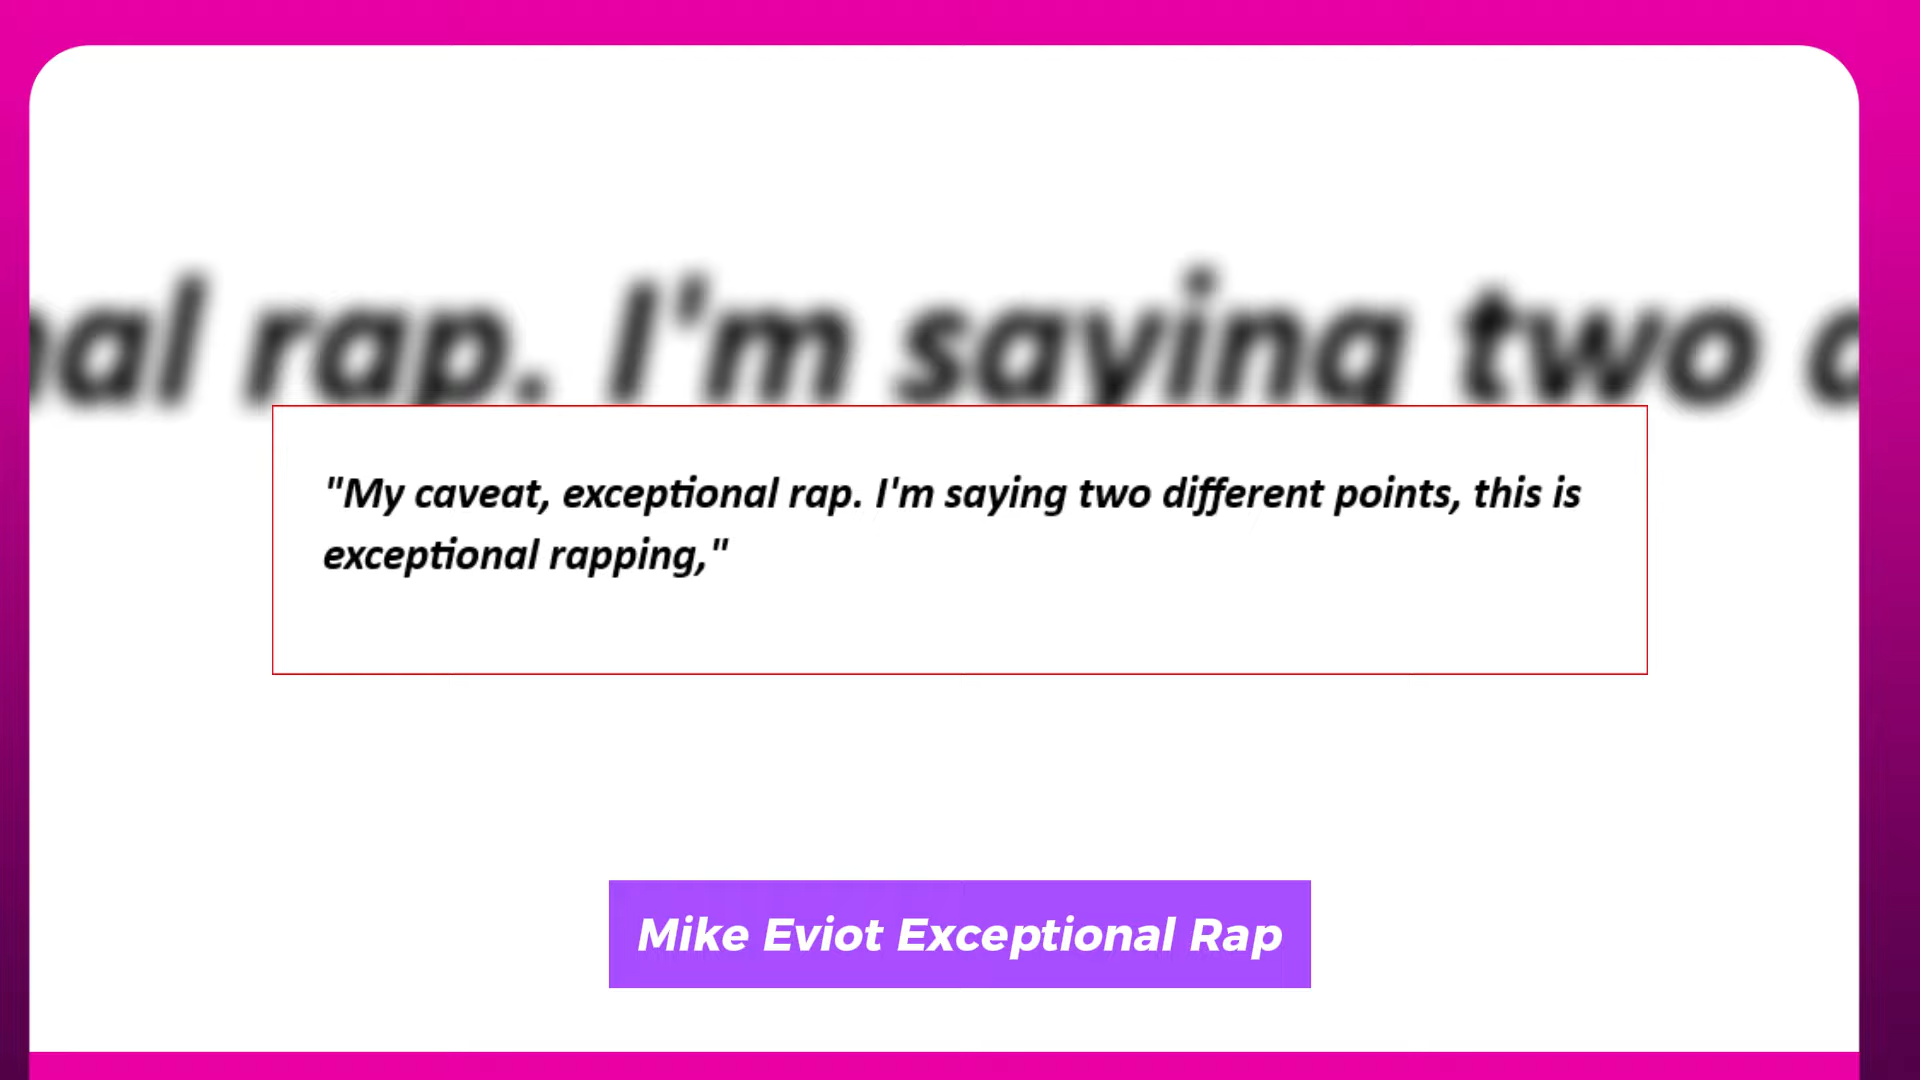 al rap. I'm saying two
"My caveat, exceptional rap. I'm saying two different points, this is
exceptional rapping,"
Mike Eviot Exceptional Rap